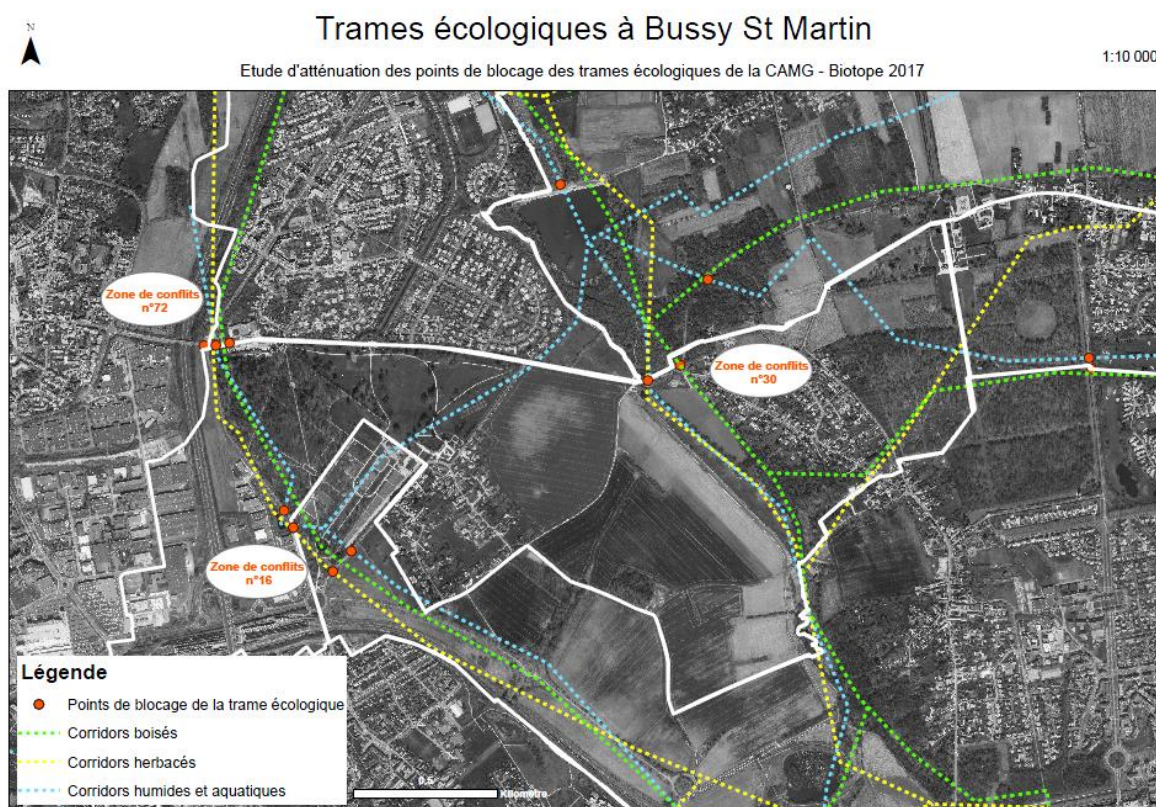 Trames écologiques à Bussy St Martin
N
1:10 000
Etude d'atténuation des points de blocage des trames écologiques de la CAMG - Biotope 2017
Zone de conflits
n°72
Zone de conflits
n°30
Zone de conflits
n°16
Légende
Points de blocage de la trame écologique
Corridors boisés
Corridors herbacés
Corridors humides et aquatiques
0,5
Kilomètre